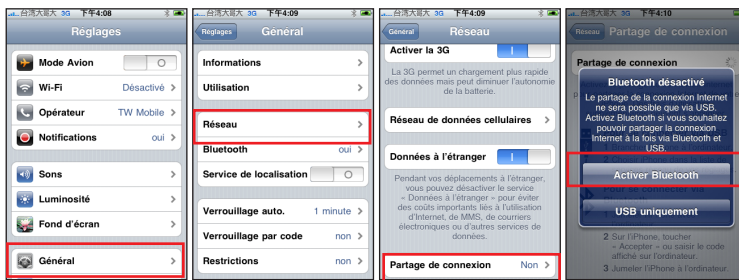 台湾大哥大 3G 下午4:08
Réglages
Mode Avion
Wi-Fi Désactivé
Opérateur TW Mobile
Notifications oui
Sons
Luminosité
Fond d'écran
Général
台湾大哥大 3G 下午4:09
Réglages Général
Informations
Utilisation
Réseau
Bluetooth oui
Service de localisation
Verrouillage auto. 1 minute
Verrouillage par code non
Restrictions non
台湾大哥大 3G 下午4:09
Général Réseau
Activer la 3G
La 3G permet un chargement plus rapide
des données mais peut diminuer l'autonomie
de la batterie.
Réseau de données cellulaires
Données à l'étranger
Pendant vos déplacements à l'étranger,
vous pouvez désactiver le service
« Données à l'étranger » pour éviter
des coûts importants liés à l'utilisation
d'Internet, de MMS, de courriers
électroniques ou d'autres services de
données.
Partage de connexion Non
台湾大哥大 3G 下午4:10
Réseau Partage de connexion
Partage de connexion
Bluetooth désactivé
Le partage de la connexion Internet
ne sera possible que via USB.
Activez Bluetooth si vous souhaitez
pouvoir partager la connexion
Internet à la fois via Bluetooth et
USB.
Activer Bluetooth
Pour se connecter via
USB uniquement
2 Sur l'iPhone, toucher
« Accepter » ou saisir le code
affiché sur l'ordinateur.
3 Jumeler l'iPhone à l'ordinateur.